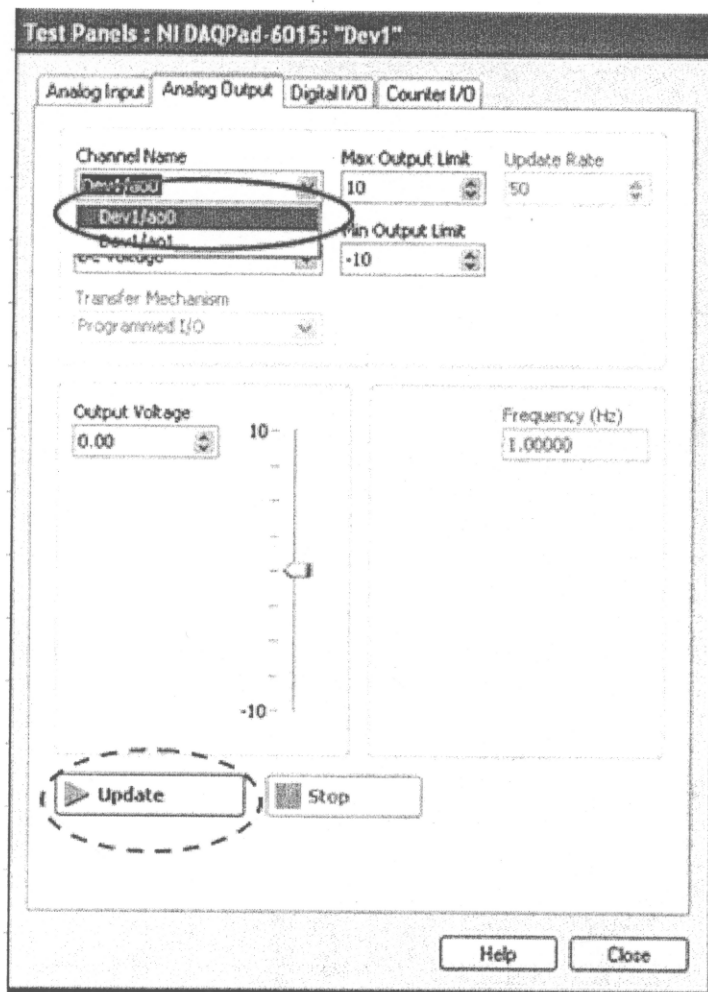 Test Panels : NI DAQPad-6015: "Dev1"
Analog Input
Analog Output
Digital I/O
Counter I/O
Channel Name
Max Output Limit
Update Rate
Dev1/ao0
10
50
Dev1/ao0
Dev1/ao1
Min Output Limit
DC Voltage
-10
Transfer Mechanism
Programmed I/O
Output Voltage
Frequency (Hz)
0.00
10
1.00000
-10
Update
Stop
Help
Close